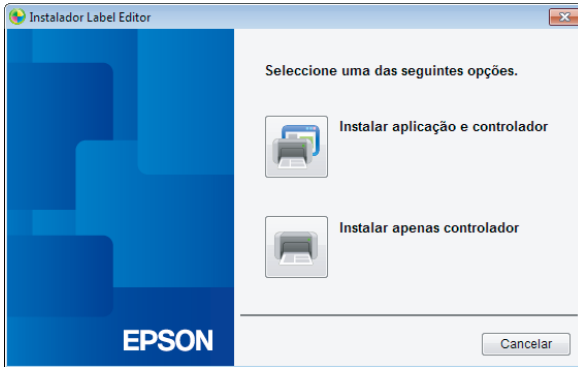 Instalador Label Editor
Seleccione uma das seguintes opções.
Instalar aplicação e controlador
Instalar apenas controlador
EPSON
Cancelar